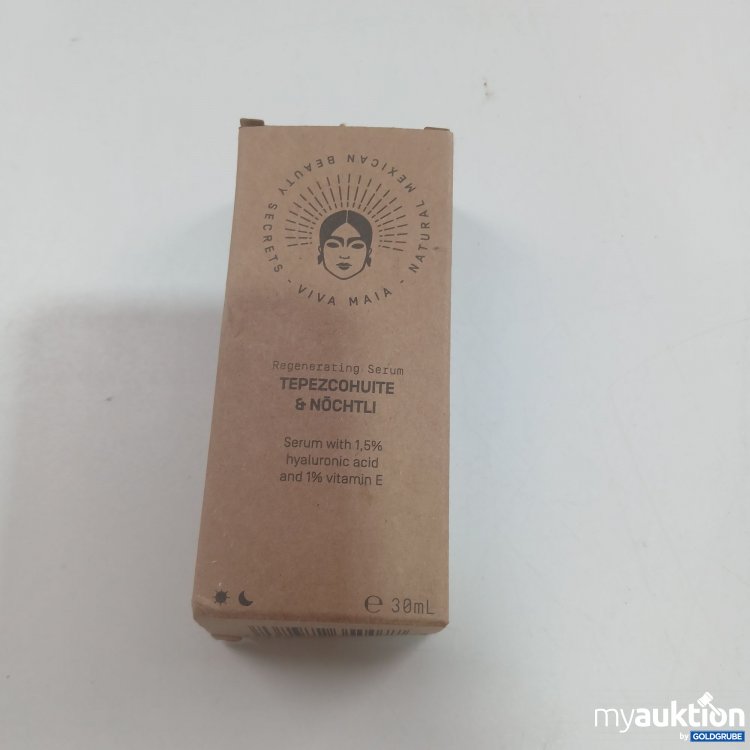 NATURAL MEXICAN BEAUTY SECRETS
- VIVA MAIA -
Regenerating Serum
TEPEZCOHUITE
& NŌCHTLI
Serum with 1,5%
hyaluronic acid
and 1% vitamin E
℮ 30mL
myauktion
by GOLDGRUBE